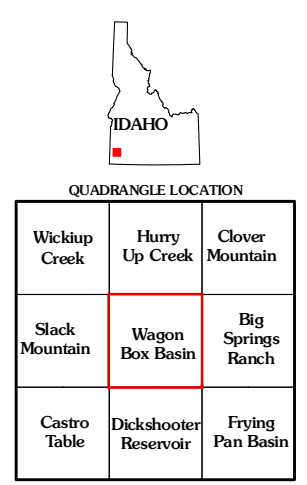 IDAHO
QUADRANGLE LOCATION
Wickiup
Creek
Hurry
Up Creek
Clover
Mountain
Slack
Mountain
Wagon
Box Basin
Big
Springs
Ranch
Castro
Table
Dickshooter
Reservoir
Frying
Pan Basin